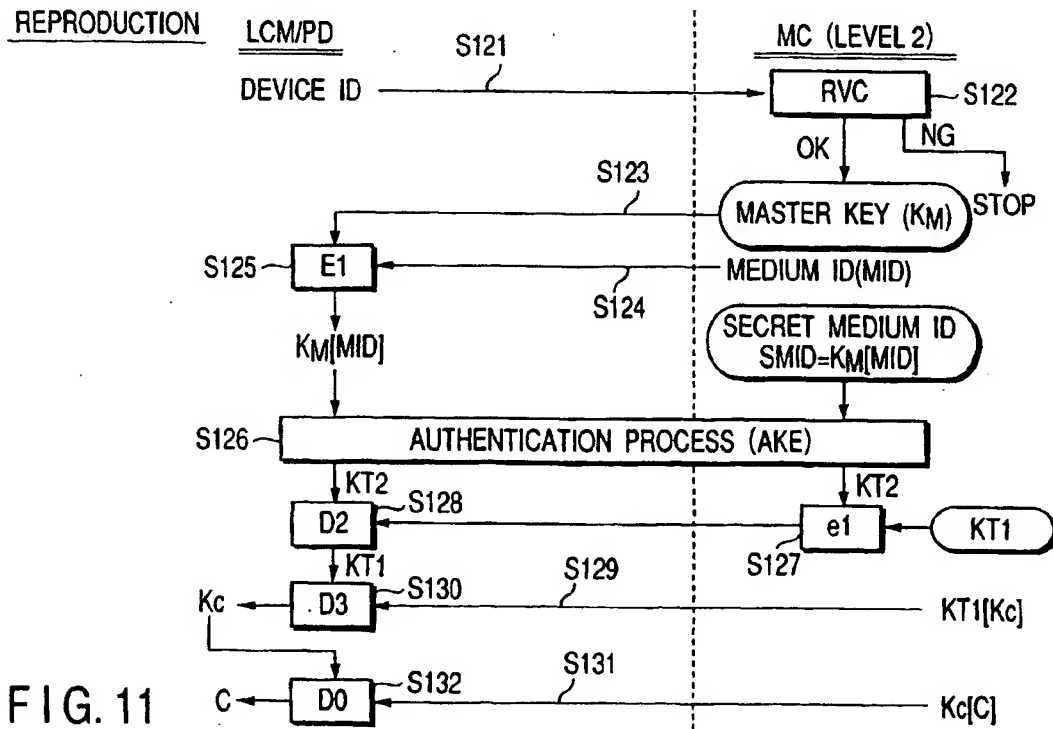 REPRODUCTION
LCM/PD
MC (LEVEL 2)
S121
DEVICE ID
RVC
S122
OK
NG
STOP
S123
MASTER KEY (KM)
S125
E1
MEDIUM ID(MID)
S124
KM[MID]
SECRET MEDIUM ID
SMID=KM[MID]
S126
AUTHENTICATION PROCESS (AKE)
KT2
KT2
S128
D2
e1
KT1
S127
KT1
S129
Kc
D3
S130
KT1[Kc]
S131
C
D0
S132
Kc[C]
FIG. 11